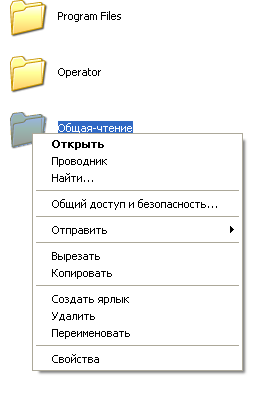 Program Files
Operator
Общая-чтение
Открыть
Проводник
Найти...
Общий доступ и безопасность...
Отправить
Вырезать
Копировать
Создать ярлык
Удалить
Переименовать
Свойства